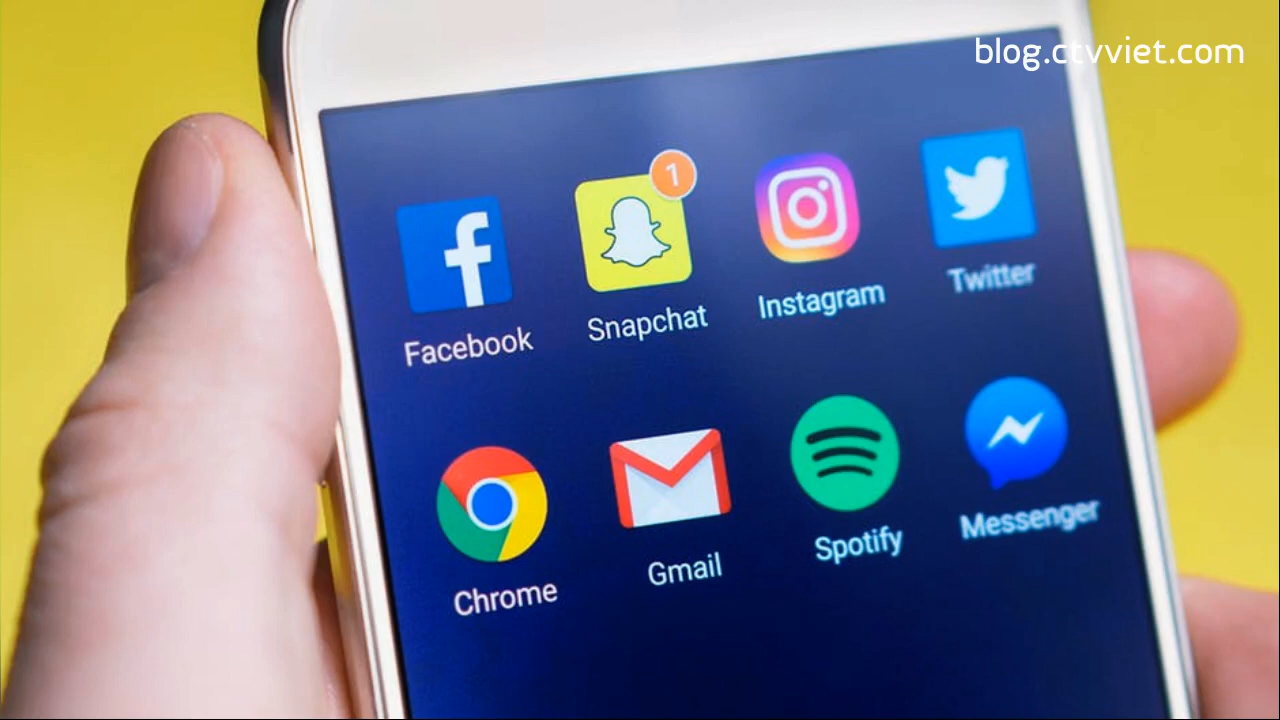 blog.ctvviet.com
1
Facebook
Snapchat
Instagram
Twitter
Chrome
Gmail
Spotify
Messenger